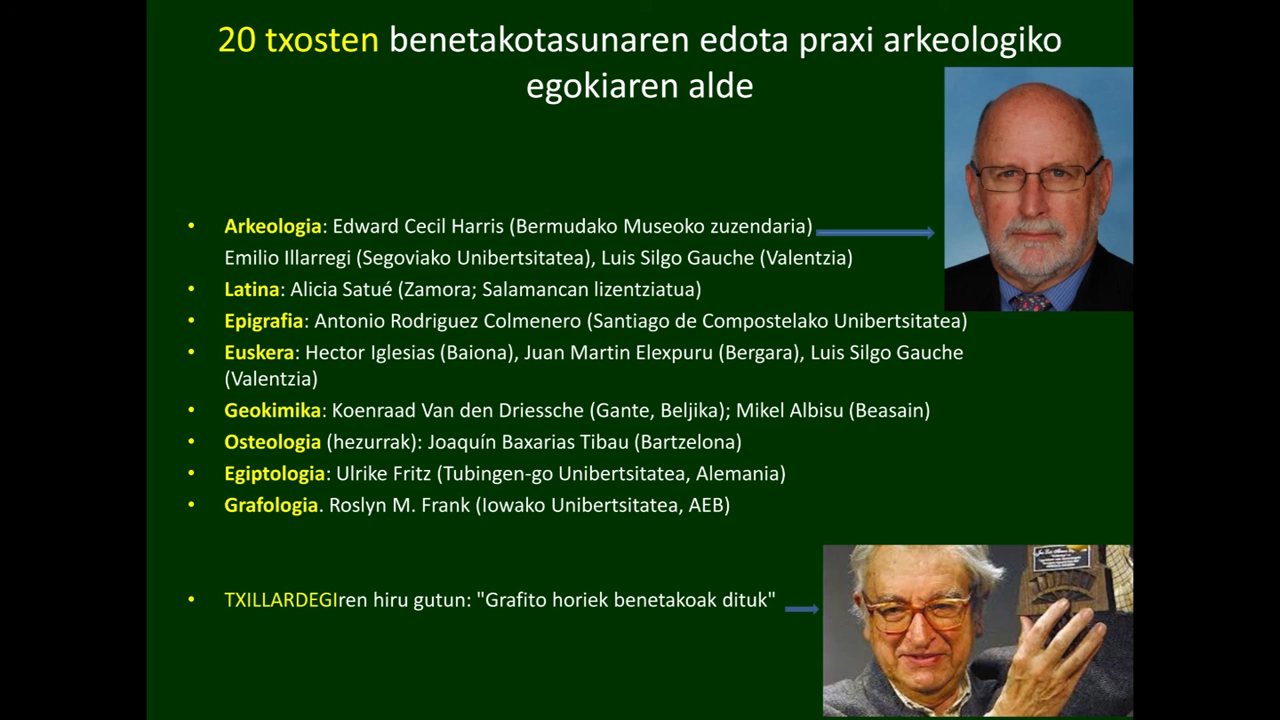 20 txosten benetakotasunaren edota praxi arkeologiko
egokiaren alde
• Arkeologia: Edward Cecil Harris (Bermudako Museoko zuzendaria)
Emilio Illarregi (Segoviako Unibertsitatea), Luis Silgo Gauche (Valentzia)
• Latina: Alicia Satué (Zamora; Salamancan lizentziatua)
• Epigrafia: Antonio Rodriguez Colmenero (Santiago de Compostelako Unibertsitatea)
• Euskera: Hector Iglesias (Baiona), Juan Martin Elexpuru (Bergara), Luis Silgo Gauche
(Valentzia)
• Geokimika: Koenraad Van den Driessche (Gante, Beljika); Mikel Albisu (Beasain)
• Osteologia (hezurrak): Joaquín Baxarias Tibau (Bartzelona)
• Egiptologia: Ulrike Fritz (Tubingen-go Unibertsitatea, Alemania)
• Grafologia. Roslyn M. Frank (Iowako Unibertsitatea, AEB)
• TXILLARDEGIren hiru gutun: "Grafito horiek benetakoak dituk"